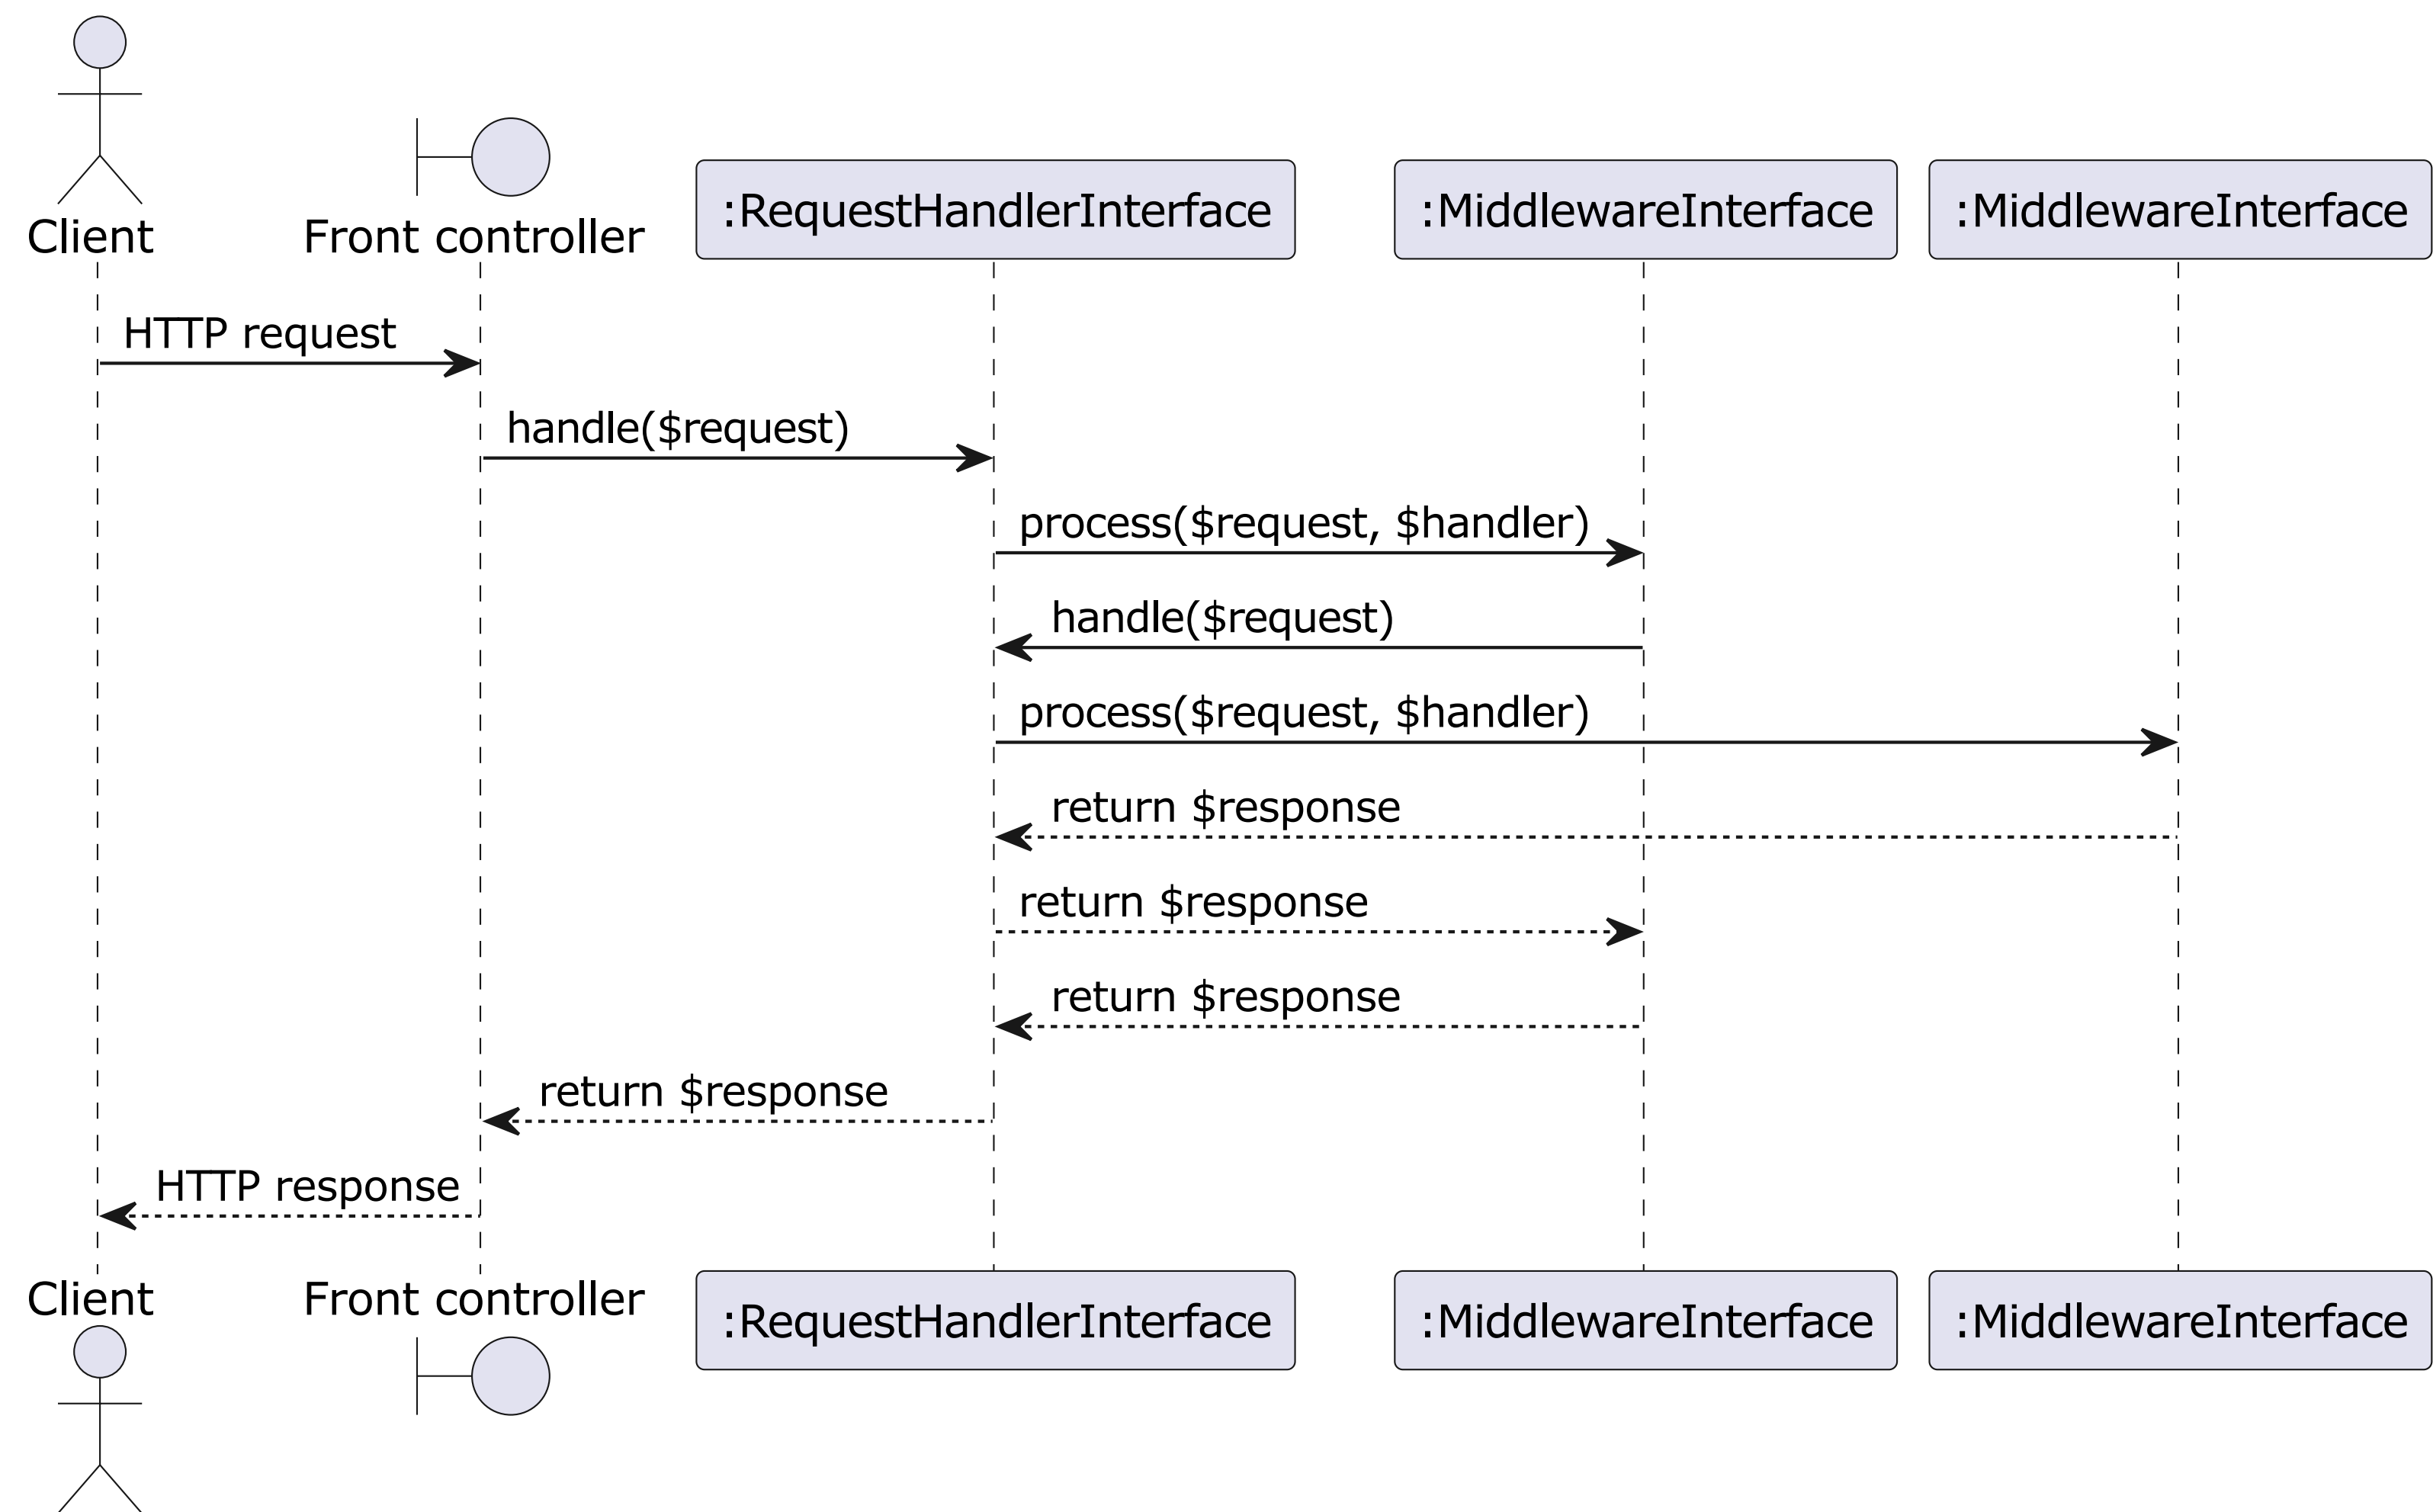 Client
Front controller
:RequestHandlerInterface
:MiddlewareInterface
:MiddlewareInterface
HTTP request
handle($request)
process($request, $handler)
handle($request)
process($request, $handler)
return $response
return $response
return $response
return $response
HTTP response
Client
Front controller
:RequestHandlerInterface
:MiddlewareInterface
:MiddlewareInterface